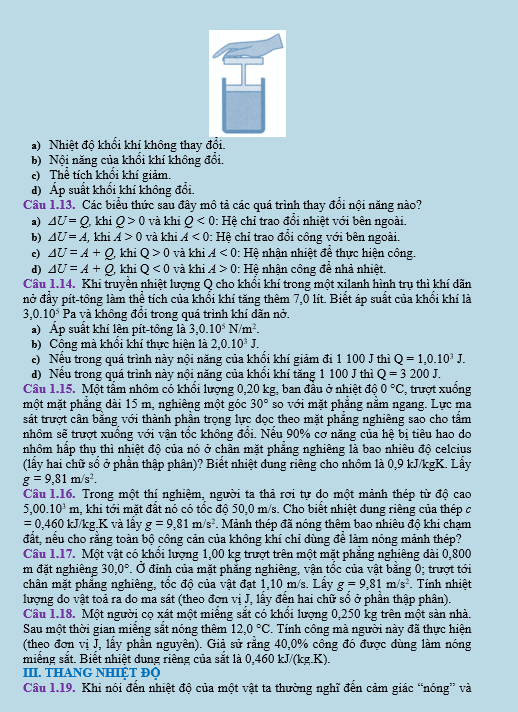 a) Nhiệt độ khối khí không thay đổi.
b) Nội năng của khối khí không đổi.
c) Thể tích khối khí giảm.
d) Áp suất khối khí không đổi.
Câu 1.13. Các biểu thức sau đây mô tả các quá trình thay đổi nội năng nào?
a) ΔU = Q, khi Q > 0 và khi Q < 0: Hệ chỉ trao đổi nhiệt với bên ngoài.
b) ΔU = A, khi A > 0 và khi A < 0: Hệ chỉ trao đổi công với bên ngoài.
c) ΔU = A + Q, khi Q > 0 và khi A < 0: Hệ nhận nhiệt để thực hiện công.
d) ΔU = A + Q, khi Q < 0 và khi A > 0: Hệ nhận công để nhả nhiệt.
Câu 1.14. Khi truyền nhiệt lượng Q cho khối khí trong một xilanh hình trụ thì khí dãn
nở đẩy pít-tông làm thể tích của khối khí tăng thêm 7,0 lít. Biết áp suất của khối khí là
3,0.10⁵ Pa và không đổi trong quá trình khí dãn nở.
a) Áp suất khí lên pít-tông là 3,0.10⁵ N/m².
b) Công mà khối khí thực hiện là 2,0.10³ J.
c) Nếu trong quá trình này nội năng của khối khí giảm đi 1 100 J thì Q = 1,0.10³ J.
d) Nếu trong quá trình này nội năng của khối khí tăng 1 100 J thì Q = 3 200 J.
Câu 1.15. Một tấm nhôm có khối lượng 0,20 kg, ban đầu ở nhiệt độ 0 °C, trượt xuống
một mặt phẳng dài 15 m, nghiêng một góc 30° so với mặt phẳng nằm ngang. Lực ma
sát trượt cân bằng với thành phần trọng lực dọc theo mặt phẳng nghiêng sao cho tấm
nhôm sẽ trượt xuống với vận tốc không đổi. Nếu 90% cơ năng của hệ bị tiêu hao do
nhôm hấp thụ thì nhiệt độ của nó ở chân mặt phẳng nghiêng là bao nhiêu độ celcius
(lấy hai chữ số ở phần thập phân)? Biết nhiệt dung riêng cho nhôm là 0,9 kJ/kgK. Lấy
g = 9,81 m/s².
Câu 1.16. Trong một thí nghiệm, người ta thả rơi tự do một mảnh thép từ độ cao
5,00.10³ m, khi tới mặt đất nó có tốc độ 50,0 m/s. Cho biết nhiệt dung riêng của thép c
= 0,460 kJ/kg.K và lấy g = 9,81 m/s². Mảnh thép đã nóng thêm bao nhiêu độ khi chạm
đất, nếu cho rằng toàn bộ công cản của không khí chỉ dùng để làm nóng mảnh thép?
Câu 1.17. Một vật có khối lượng 1,00 kg trượt trên một mặt phẳng nghiêng dài 0,800
m đặt nghiêng 30,0°. Ở đỉnh của mặt phẳng nghiêng, vận tốc của vật bằng 0; trượt tới
chân mặt phẳng nghiêng, tốc độ của vật đạt 1,10 m/s. Lấy g = 9,81 m/s². Tính nhiệt
lượng do vật toả ra do ma sát (theo đơn vị J, lấy đến hai chữ số ở phần thập phân).
Câu 1.18. Một người cọ xát một miếng sắt có khối lượng 0,250 kg trên một sàn nhà.
Sau một thời gian miếng sắt nóng thêm 12,0 °C. Tính công mà người này đã thực hiện
(theo đơn vị J, lấy phần nguyên). Giả sử rằng 40,0% công đó được dùng làm nóng
miếng sắt. Biết nhiệt dung riêng của sắt là 0,460 kJ/(kg.K).
III. THANG NHIỆT ĐỘ
Câu 1.19. Khi nói đến nhiệt độ của một vật ta thường nghĩ đến cảm giác “nóng” và